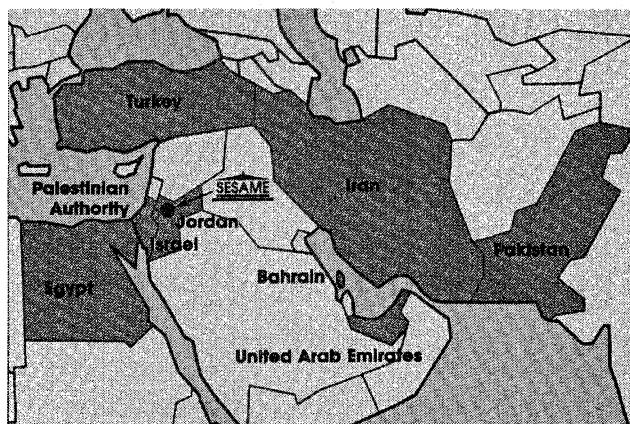 Turkey
SESAME
Iran
Palestinian
Authority
Jordan
Israel
Pakistan
Egypt
Bahrain
United Arab Emirates